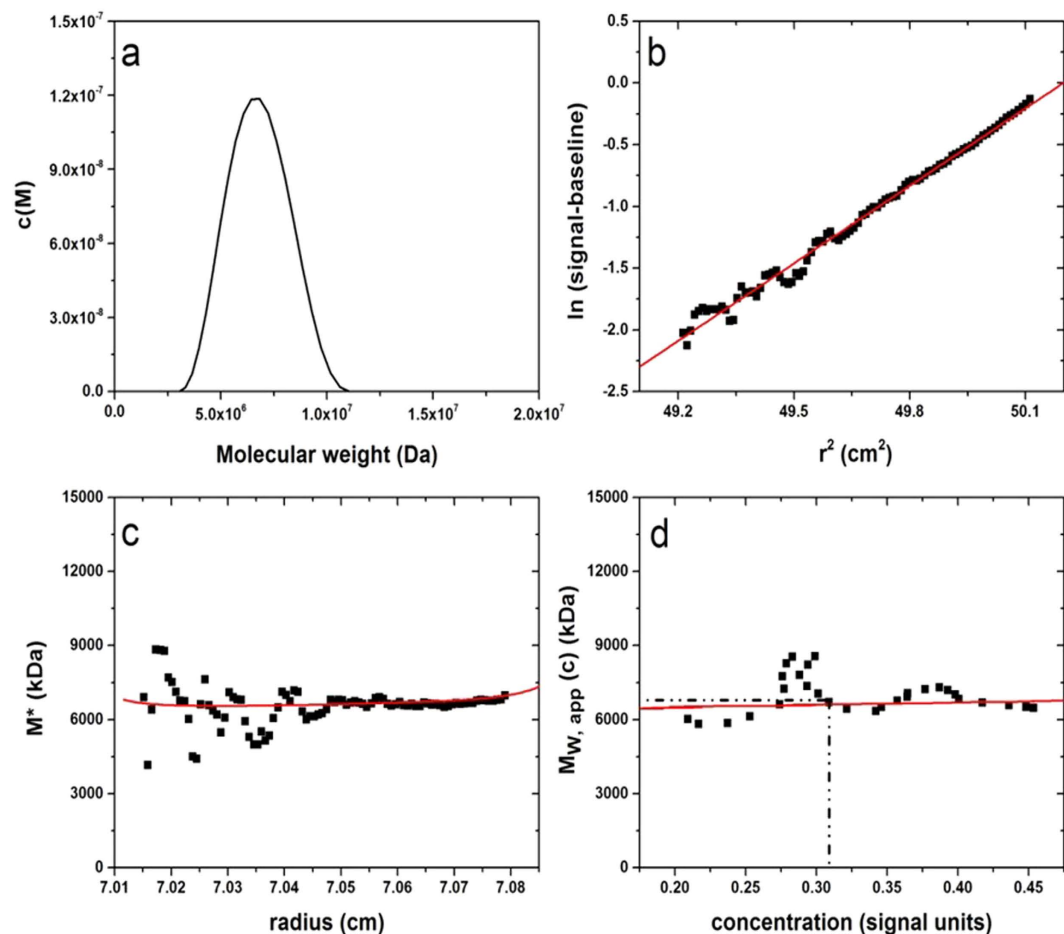 a
1.5x10⁻⁷
1.2x10⁻⁷
9.0x10⁻⁸
6.0x10⁻⁸
3.0x10⁻⁸
0.0
c(M)
0.0 5.0x10⁶ 1.0x10⁷ 1.5x10⁷ 2.0x10⁷
Molecular weight (Da)
b
0.5
0.0
-0.5
-1.0
-1.5
-2.0
-2.5
ln (signal-baseline)
49.2 49.5 49.8 50.1
r² (cm²)
c
15000
12000
9000
6000
3000
0
M* (kDa)
7.01 7.02 7.03 7.04 7.05 7.06 7.07 7.08
radius (cm)
d
15000
12000
9000
6000
3000
0
Mw, app (c) (kDa)
0.20 0.25 0.30 0.35 0.40 0.45
concentration (signal units)